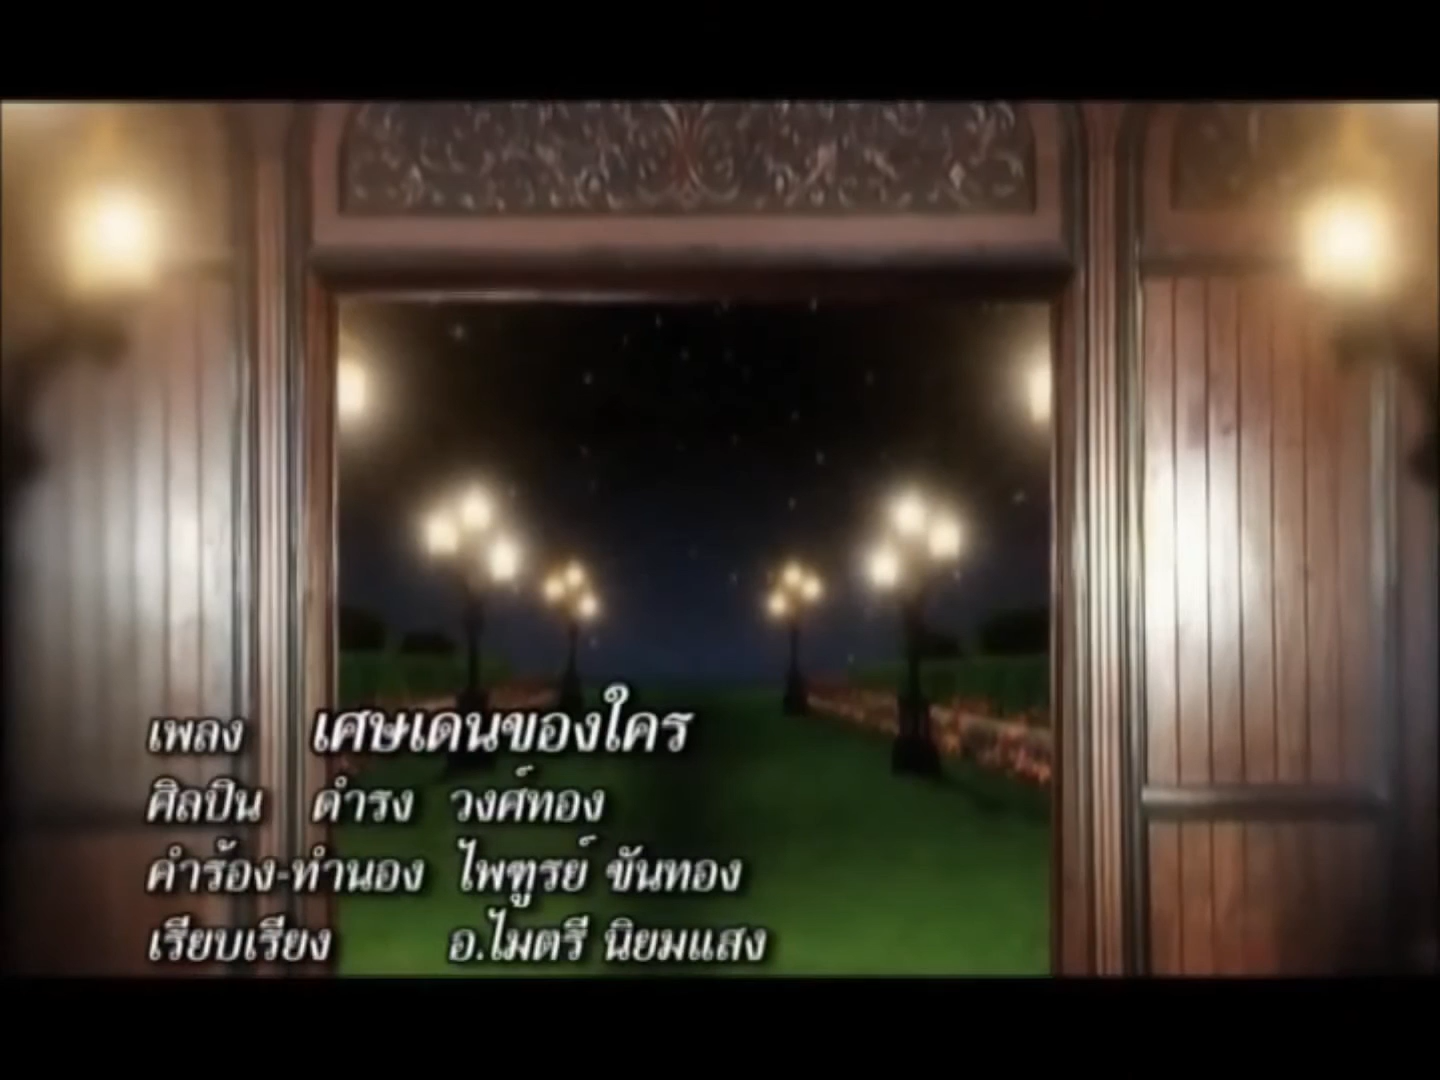 เพลง เศษเดนของใคร
ศิลปิน ดำรง วงศ์ทอง
คำร้อง-ทำนอง ไพฑูรย์ ขันทอง
เรียบเรียง อ.ไมตรี นิยมแสง